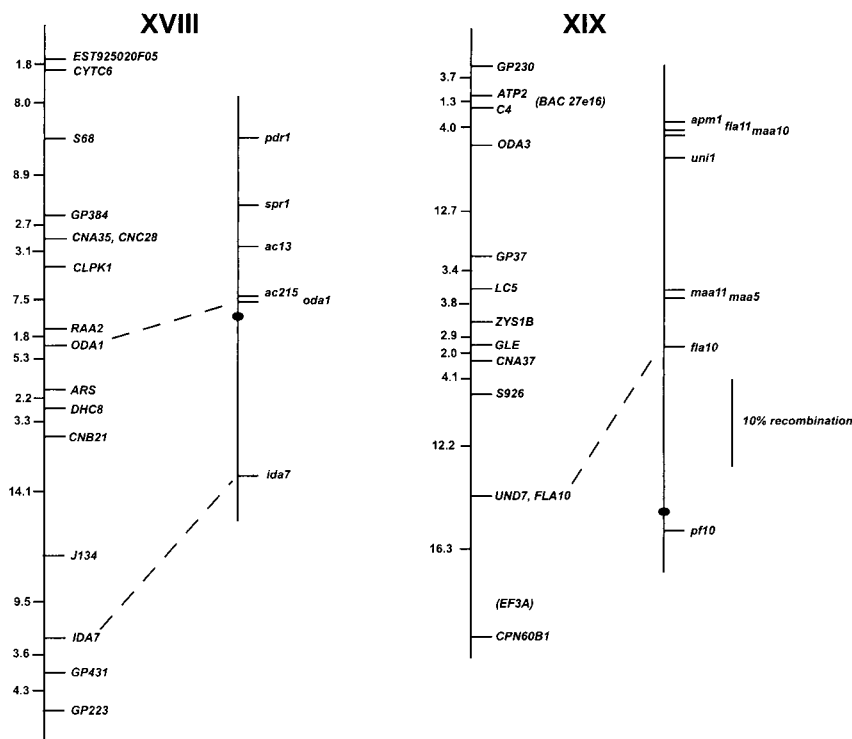 XVIII
EST925020F05
1.8
CYTC6
8.0
S68
8.9
GP384
2.7
CNA35, CNC28
3.1
CLPK1
7.5
RAA2
1.8
ODA1
5.3
ARS
2.2
DHC8
3.3
CNB21
14.1
J134
9.5
IDA7
3.6
GP431
4.3
GP223
pdr1
spr1
ac13
ac215
oda1
ida7
XIX
GP230
3.7
ATP2
1.3
(BAC 27e16)
C4
4.0
ODA3
12.7
GP37
3.4
LC5
3.8
ZYS1B
2.9
GLE
2.0
CNA37
4.1
S926
12.2
UND7, FLA10
16.3
(EF3A)
CPN60B1
apm1
fla11
maa10
uni1
maa11
maa5
fla10
10% recombination
pf10